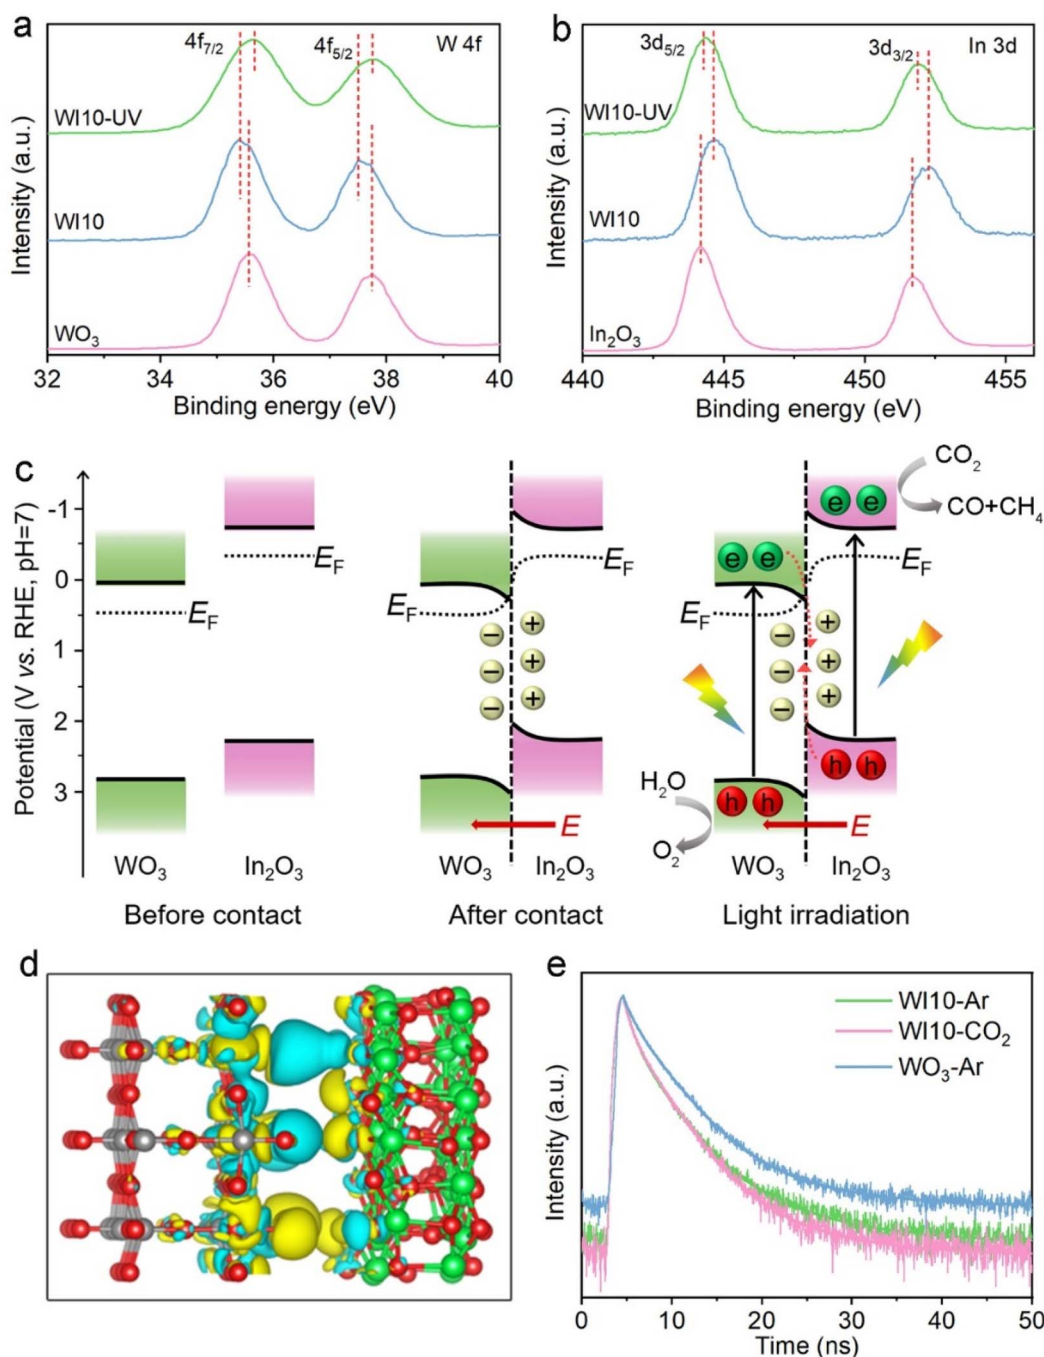 a
Intensity (a.u.)
4f7/2
4f5/2
W 4f
WI10-UV
WI10
WO3
32 34 36 38 40
Binding energy (eV)
b
Intensity (a.u.)
3d5/2
3d3/2
In 3d
WI10-UV
WI10
In2O3
440 445 450 455
Binding energy (eV)
c
Potential (V vs. RHE, pH=7)
-1
0
1
2
3
EF
EF
WO3 In2O3
Before contact
EF
EF
− +
− +
− +
E
WO3 In2O3
After contact
CO2
CO+CH4
e e
e e
EF
EF
− +
− +
− +
h h
H2O
h h
E
O2
WO3 In2O3
Light irradiation
d
e
Intensity (a.u.)
WI10-Ar
WI10-CO2
WO3-Ar
0 10 20 30 40 50
Time (ns)